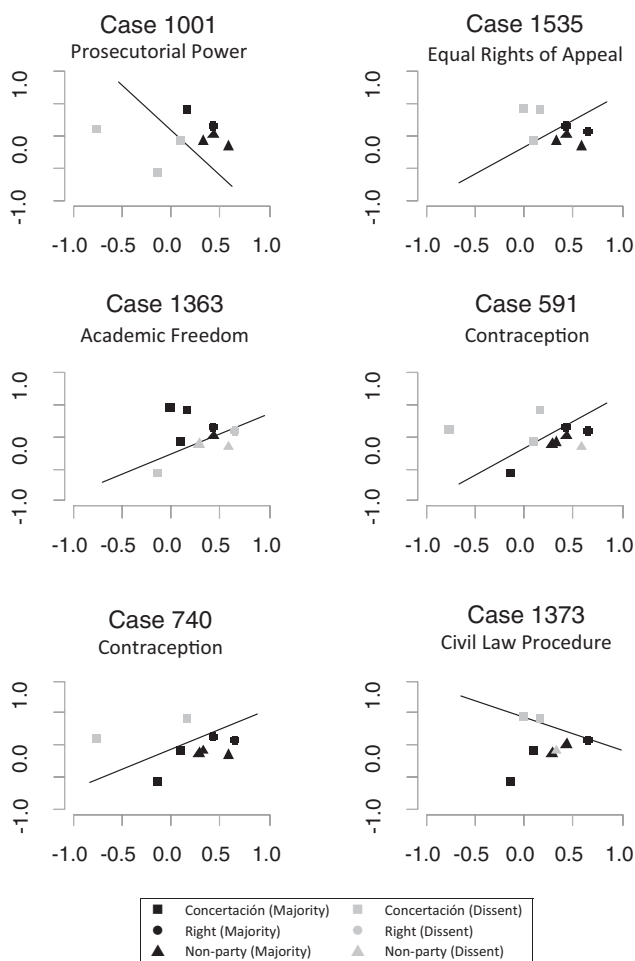 Case 1001
Prosecutorial Power
1.0
0.0
-1.0
-1.0 -0.5 0.0 0.5 1.0
Case 1535
Equal Rights of Appeal
1.0
0.0
-1.0
-1.0 -0.5 0.0 0.5 1.0
Case 1363
Academic Freedom
1.0
0.0
-1.0
-1.0 -0.5 0.0 0.5 1.0
Case 591
Contraception
1.0
0.0
-1.0
-1.0 -0.5 0.0 0.5 1.0
Case 740
Contraception
1.0
0.0
-1.0
-1.0 -0.5 0.0 0.5 1.0
Case 1373
Civil Law Procedure
1.0
0.0
-1.0
-1.0 -0.5 0.0 0.5 1.0
Concertación (Majority) Concertación (Dissent)
Right (Majority) Right (Dissent)
Non-party (Majority) Non-party (Dissent)